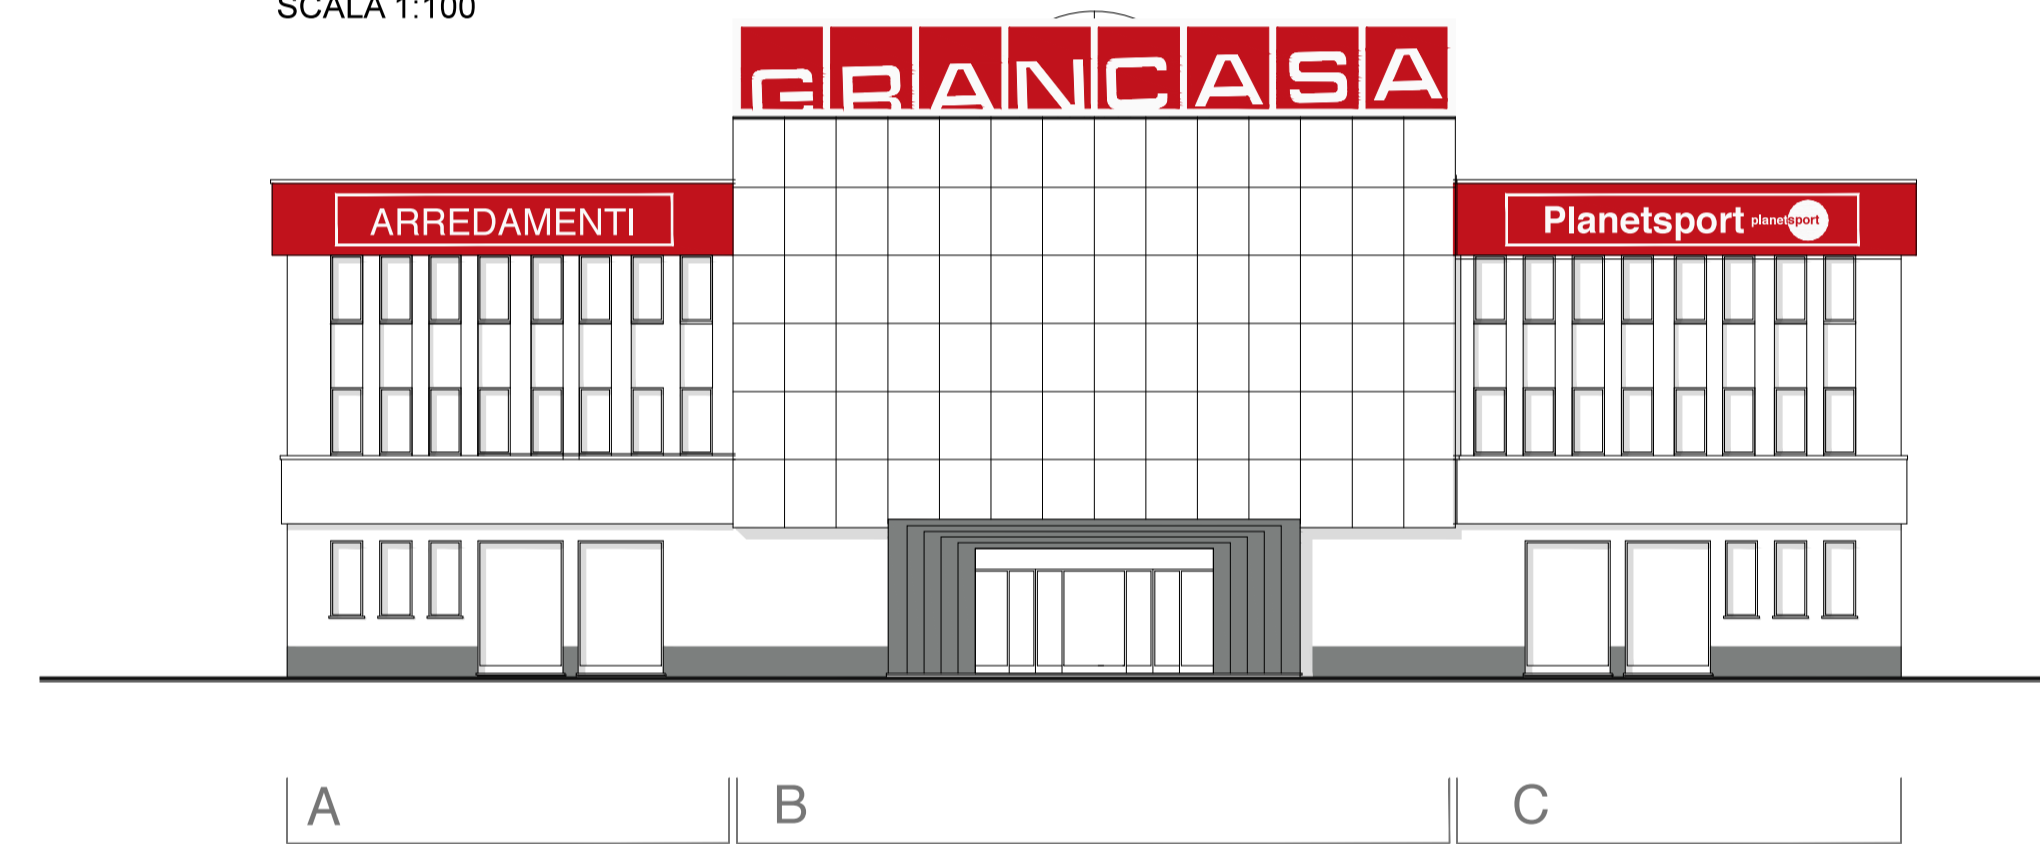 SCALA 1:100
GRANCASA
ARREDAMENTI
Planetsport planetsport
A B C